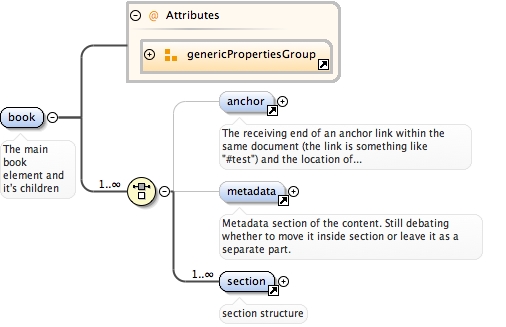 @ Attributes
genericPropertiesGroup
book
The main
book
element and
it's children
1..∞
anchor
The receiving end of an anchor link within the
same document (the link is something like
"#test") and the location of...
metadata
Metadata section of the content. Still debating
whether to move it inside section or leave it as a
separate part.
1..∞
section
section structure